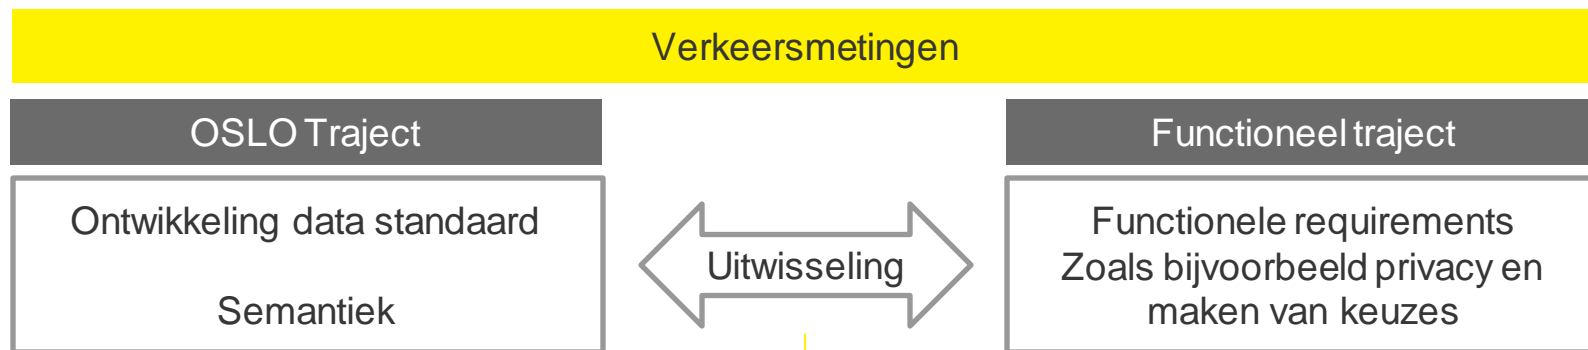 Verkeersmetingen
OSLO Traject
Functioneel traject
Ontwikkeling data standaard
Semantiek
Uitwisseling
Functionele requirements
Zoals bijvoorbeeld privacy en
maken van keuzes